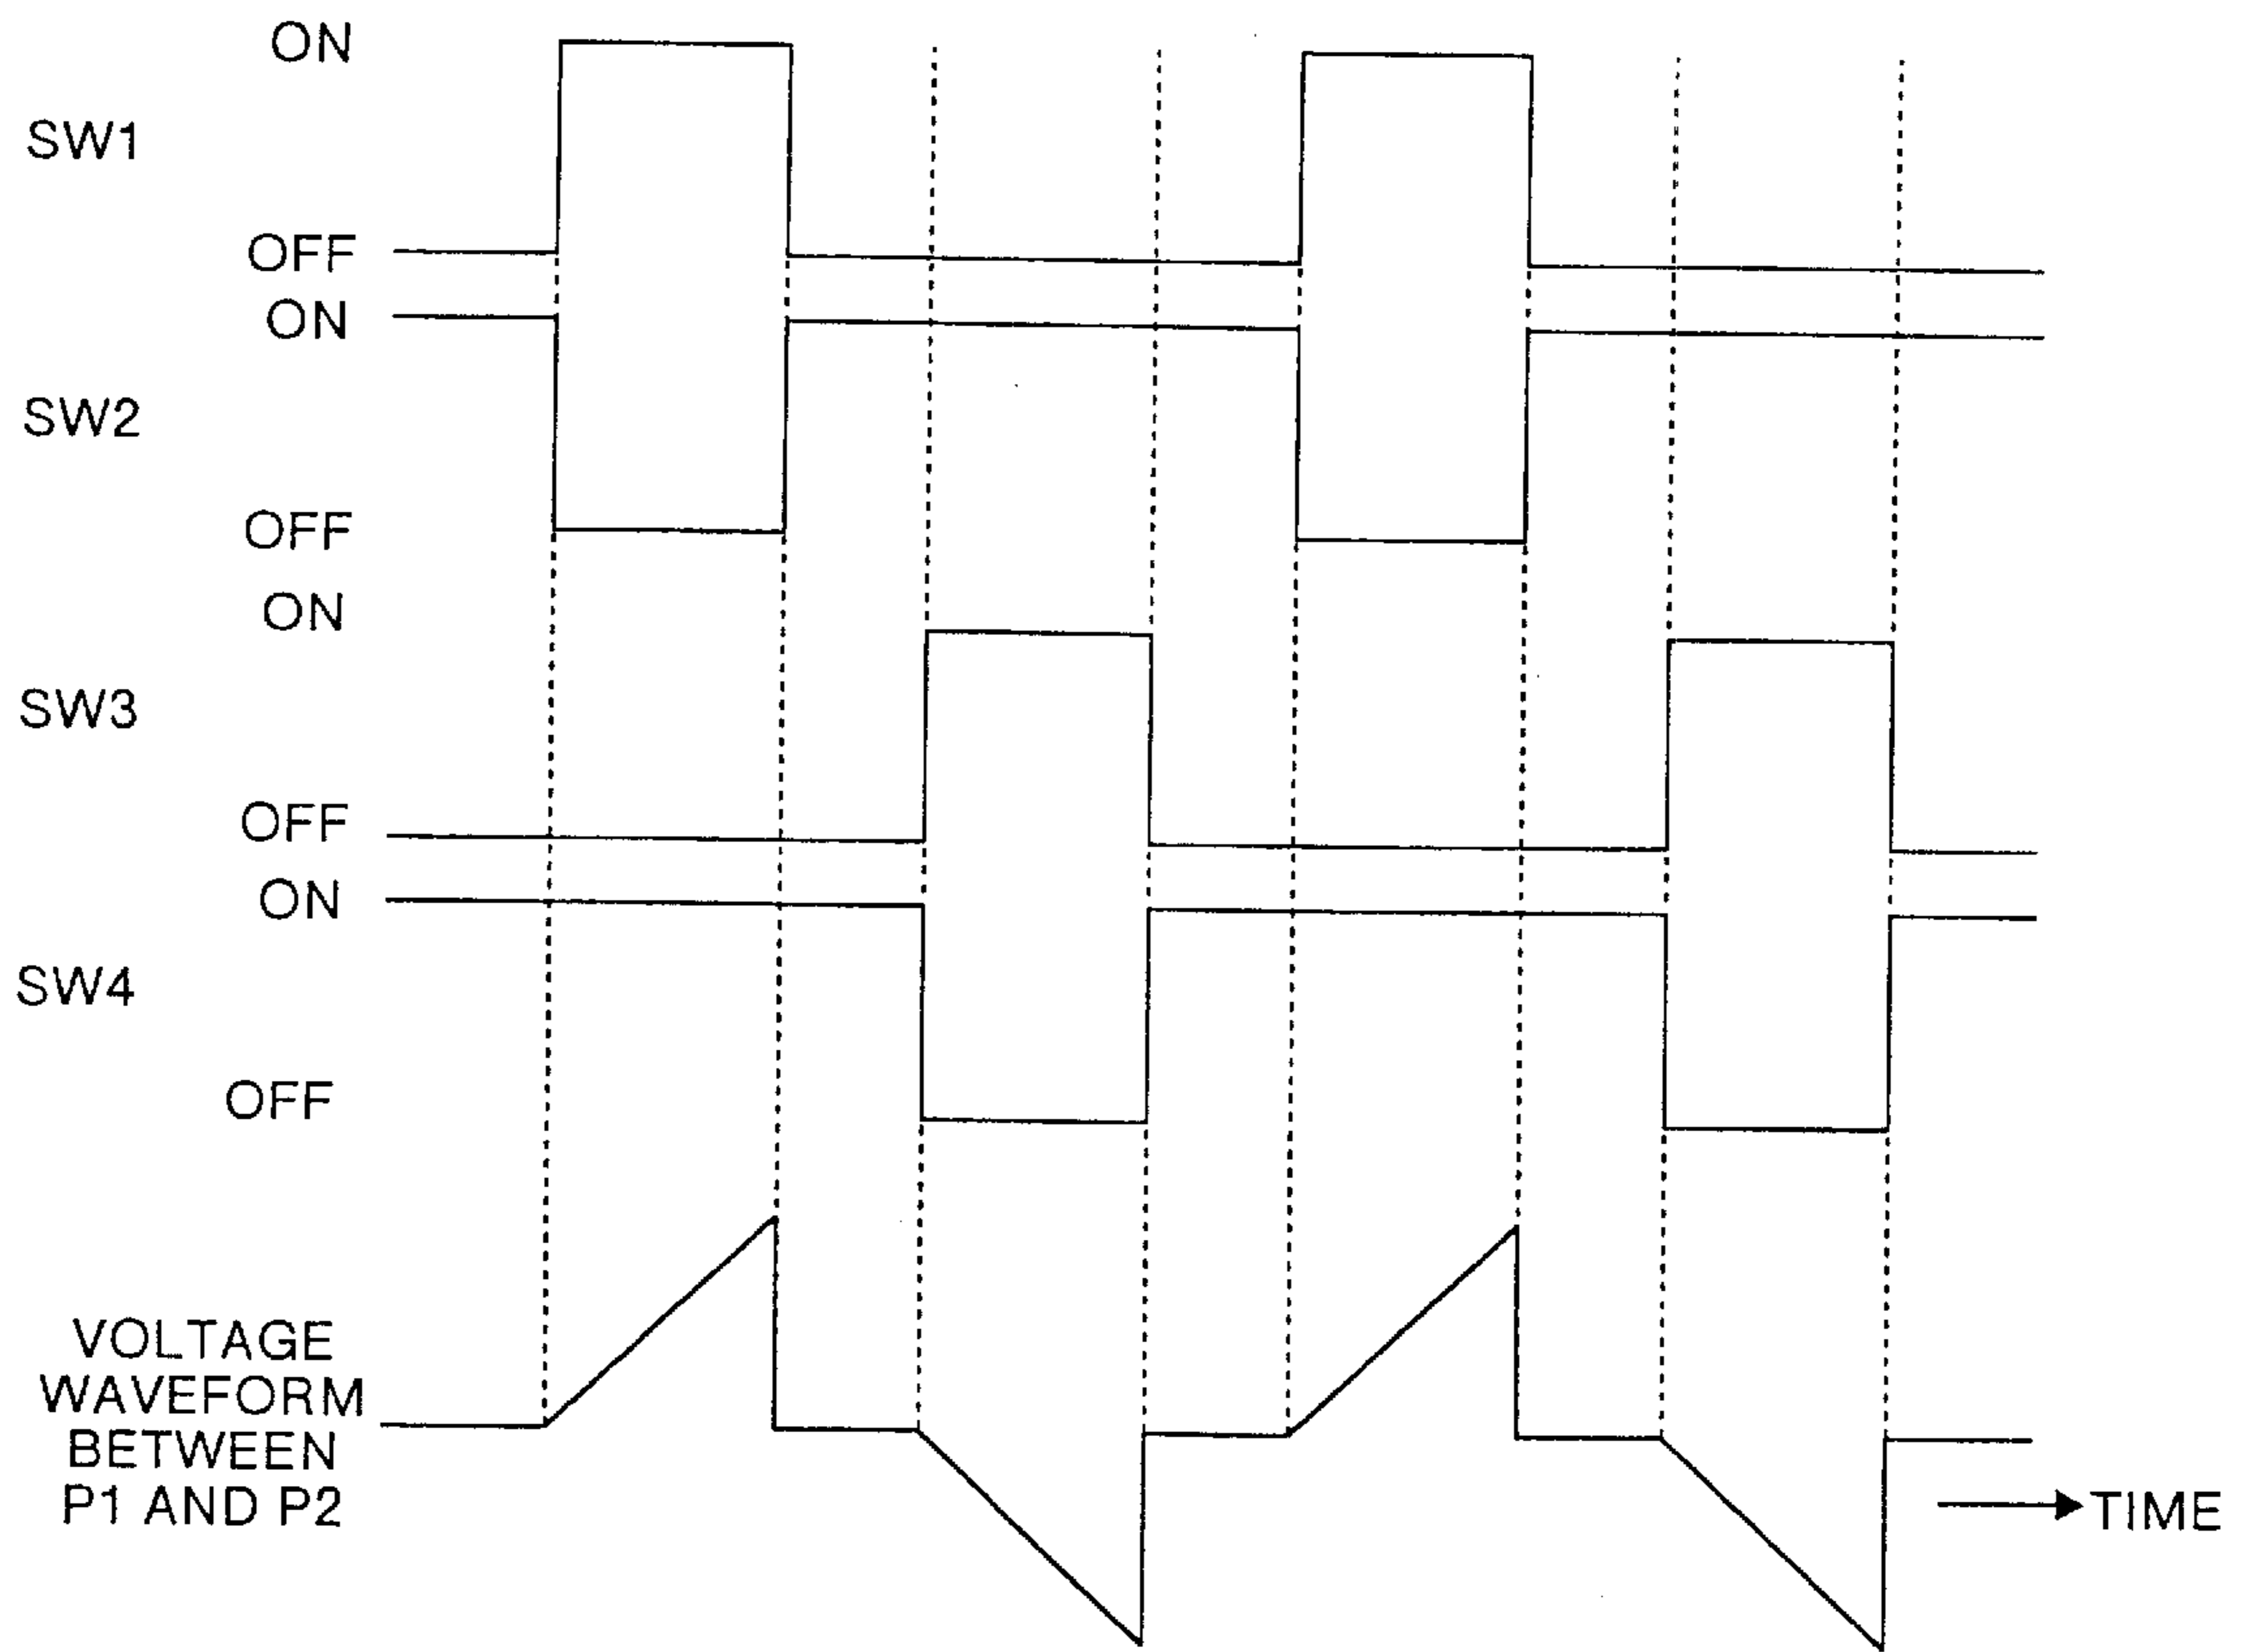 ON
SW1
OFF
ON
SW2
OFF
ON
SW3
OFF
ON
SW4
OFF
VOLTAGE
WAVEFORM
BETWEEN
P1 AND P2
TIME